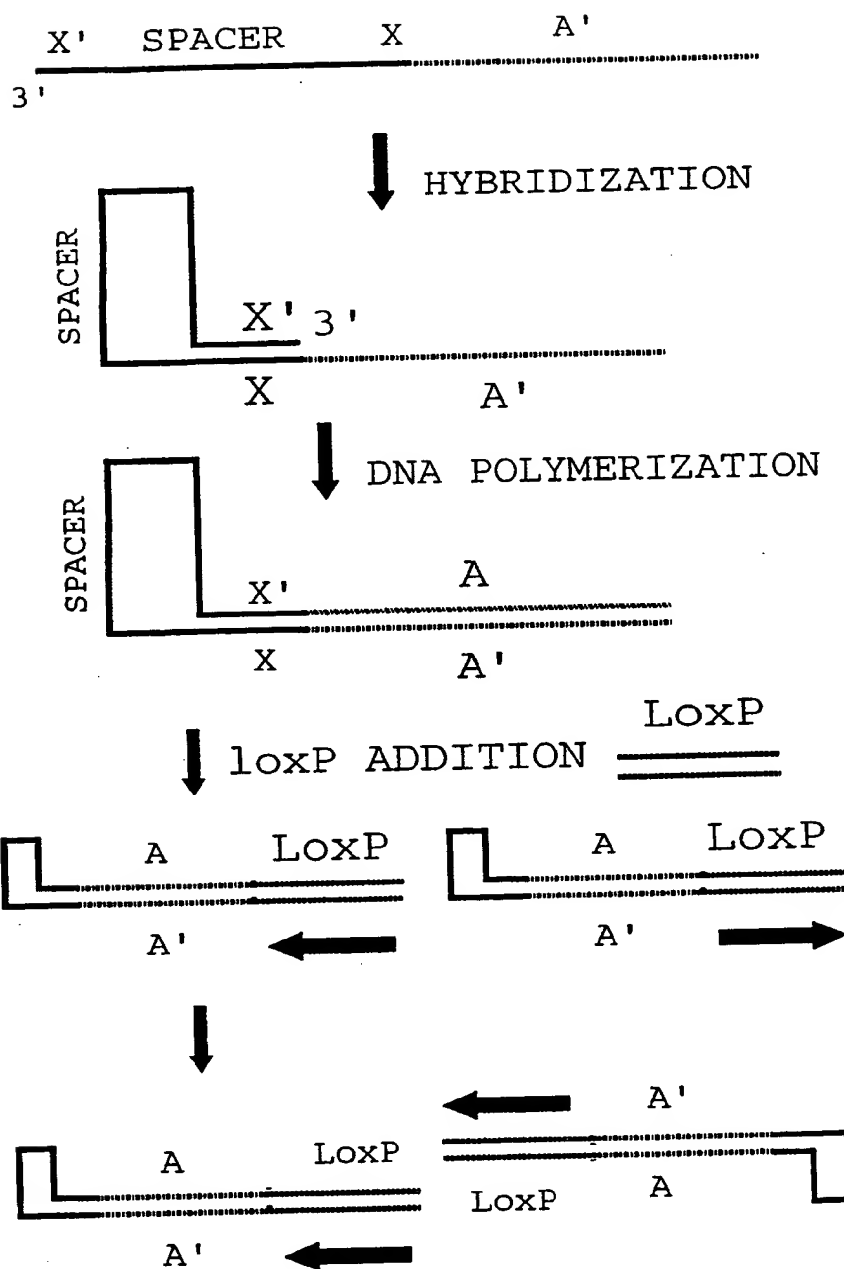 X' SPACER X A'
3'
HYBRIDIZATION
SPACER
X' 3'
X A'
DNA POLYMERIZATION
SPACER
X' A
X A'
LoxP
loxP ADDITION
A LoxP A LoxP
A' A'
A'
A LoxP
LoxP A
A'